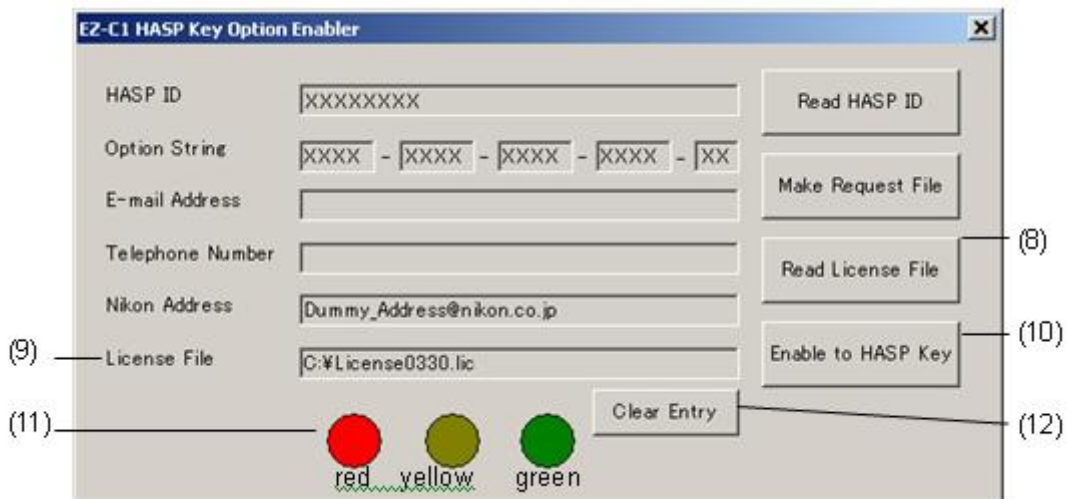 EZ-C1 HASP Key Option Enabler
HASP ID XXXXXXXX Read HASP ID
Option String XXXX - XXXX - XXXX - XXXX - XX
Make Request File
E-mail Address
(8)
Telephone Number Read License File
Nikon Address Dummy_Address@nikon.co.jp
(10)
(9) License File C:¥License0330.lic Enable to HASP Key
Clear Entry
(11) (12)
red yellow green